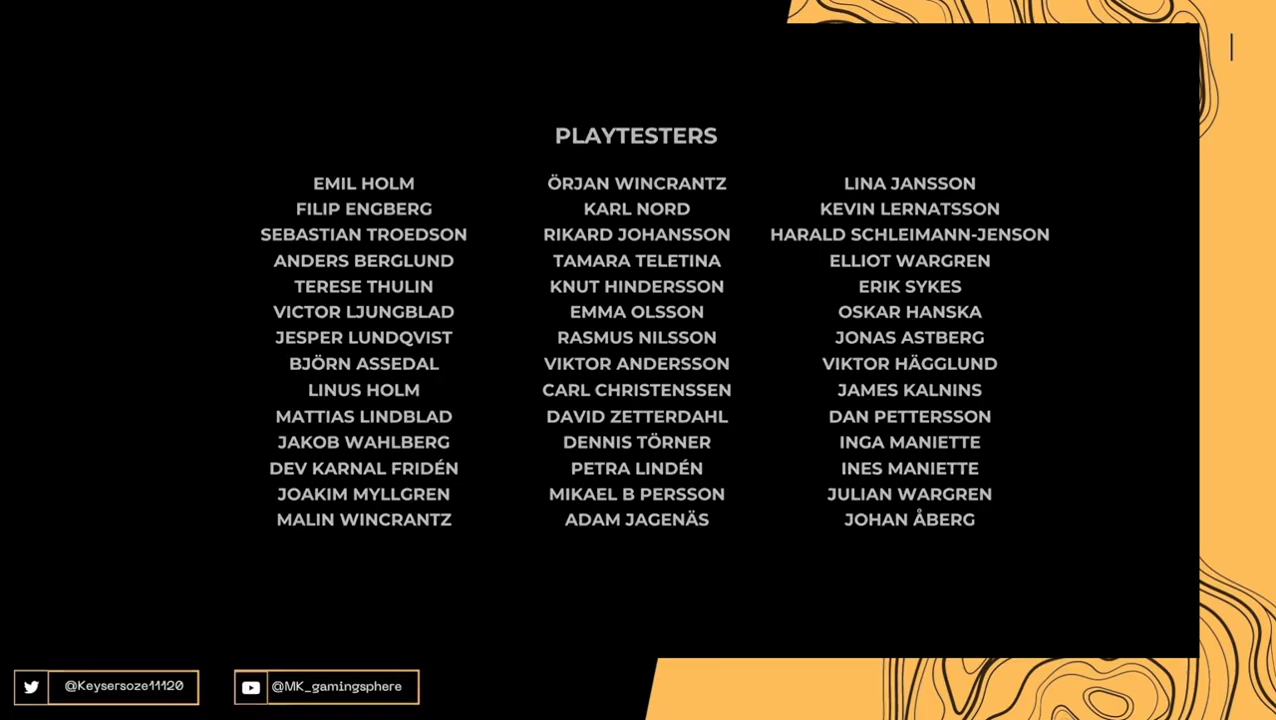 PLAYTESTERS
EMIL HOLM
FILIP ENGBERG
SEBASTIAN TROEDSON
ANDERS BERGLUND
TERESE THULIN
VICTOR LJUNGBLAD
JESPER LUNDQVIST
BJÖRN ASSEDAL
LINUS HOLM
MATTIAS LINDBLAD
JAKOB WAHLBERG
DEV KARNAL FRIDÉN
JOAKIM MYLLGREN
MALIN WINCRANTZ
ÖRJAN WINCRANTZ
KARL NORD
RIKARD JOHANSSON
TAMARA TELETINA
KNUT HINDERSSON
EMMA OLSSON
RASMUS NILSSON
VIKTOR ANDERSSON
CARL CHRISTENSSEN
DAVID ZETTERDAHL
DENNIS TÖRNER
PETRA LINDÉN
MIKAEL B PERSSON
ADAM JAGENÄS
LINA JANSSON
KEVIN LERNATSSON
HARALD SCHLEIMANN-JENSON
ELLIOT WARGREN
ERIK SYKES
OSKAR HANSKA
JONAS ASTBERG
VIKTOR HÄGGLUND
JAMES KALNINS
DAN PETTERSSON
INGA MANIETTE
INES MANIETTE
JULIAN WARGREN
JOHAN ÅBERG
@Keysersoze11120
@MK_gamingsphere